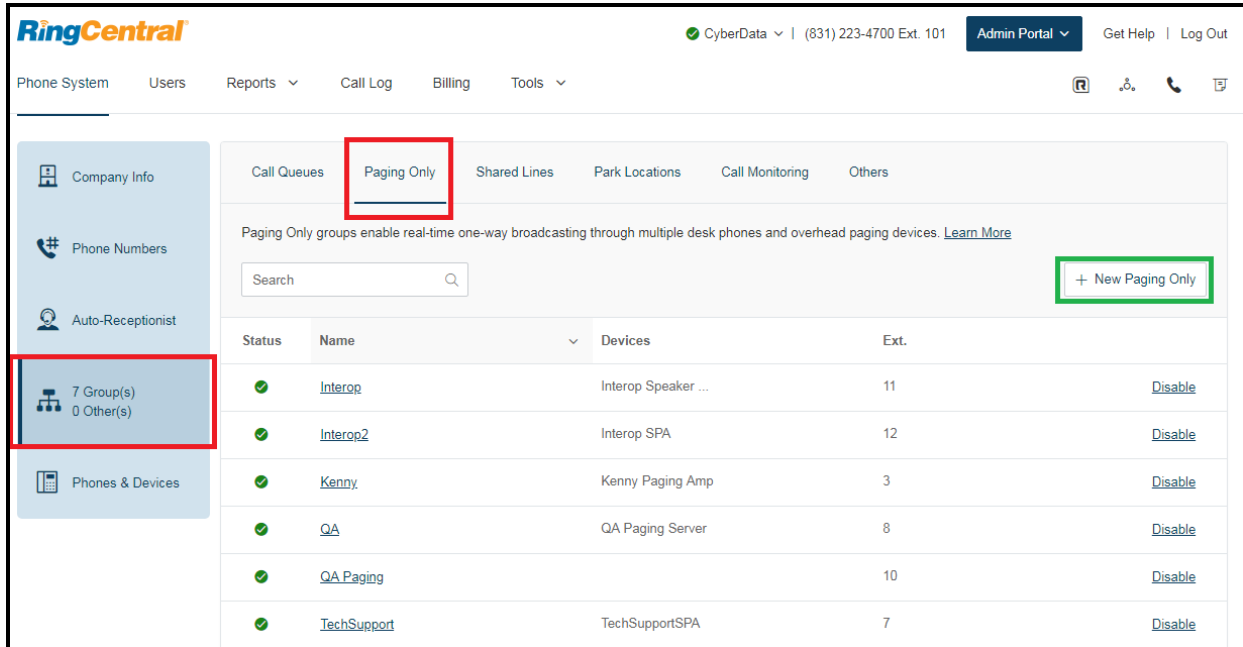 RingCentral
CyberData | (831) 223-4700 Ext. 101 Admin Portal Get Help | Log Out
Phone System Users Reports Call Log Billing Tools
Company Info
Phone Numbers
Auto-Receptionist
7 Group(s)
0 Other(s)
Phones & Devices
Call Queues Paging Only Shared Lines Park Locations Call Monitoring Others
Paging Only groups enable real-time one-way broadcasting through multiple desk phones and overhead paging devices. Learn More
Search + New Paging Only
Status Name Devices Ext.
Interop Interop Speaker ... 11 Disable
Interop2 Interop SPA 12 Disable
Kenny Kenny Paging Amp 3 Disable
QA QA Paging Server 8 Disable
QA Paging 10 Disable
TechSupport TechSupportSPA 7 Disable